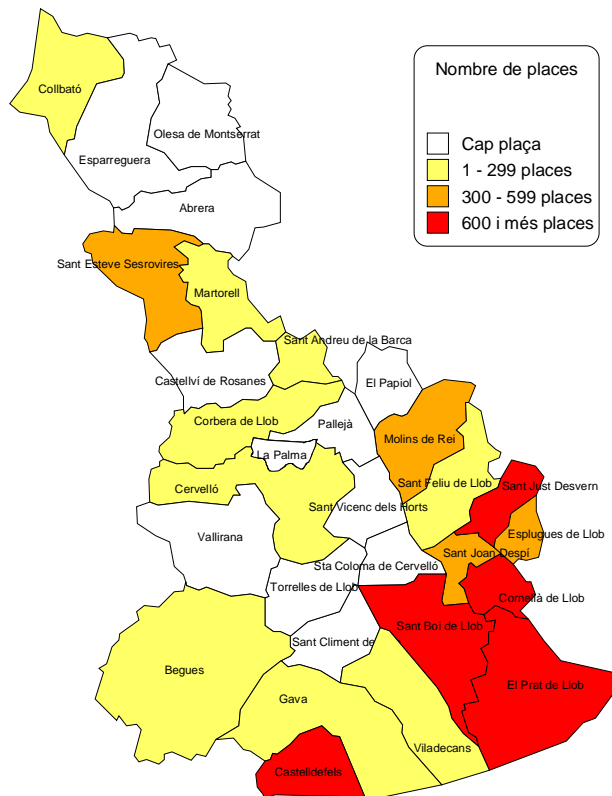 Nombre de places
Cap plaça
1 - 299 places
300 - 599 places
600 i més places
Collbató
Olesa de Montserrat
Esparreguera
Abrera
Sant Esteve Sesrovires
Martorell
Sant Andreu de la Barca
Castellví de Rosanes
El Papiol
Corbera de Llob
Pallejà
Molins de Rei
La Palma
Cervelló
Sant Feliu de Llob
Sant Just Desvern
Sant Vicenc dels Horts
Vallirana
Esplugues de Llob
Sant Joan Despí
Sta Coloma de Cervelló
Torrelles de Llob
Cornellà de Llob
Sant Boi de Llob
Sant Climent de
Begues
El Prat de Llob
Gava
Viladecans
Castelldefels